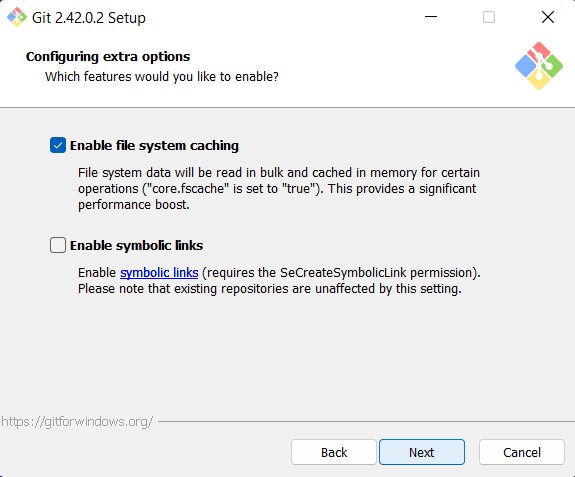 Git 2.42.0.2 Setup
Configuring extra options
Which features would you like to enable?
Enable file system caching
File system data will be read in bulk and cached in memory for certain
operations ("core.fscache" is set to "true"). This provides a significant
performance boost.
Enable symbolic links
Enable symbolic links (requires the SeCreateSymbolicLink permission).
Please note that existing repositories are unaffected by this setting.
https://gitforwindows.org/
Back
Next
Cancel